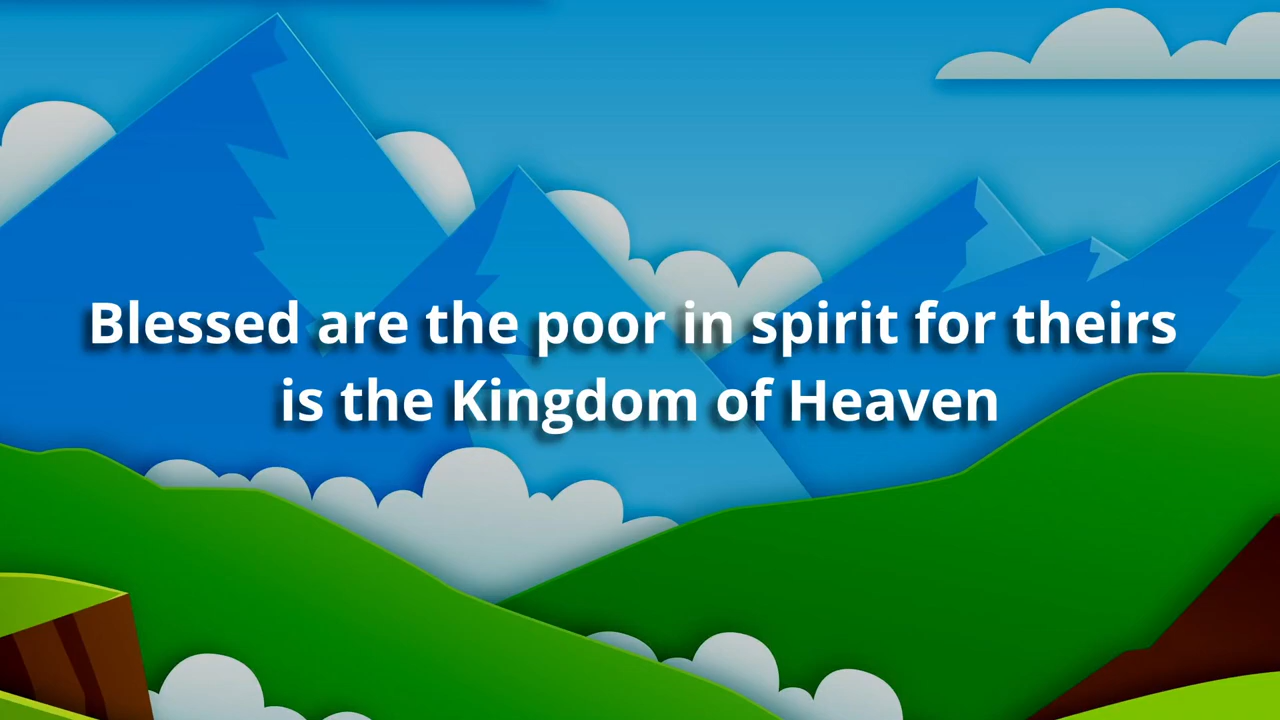 Blessed are the poor in spirit for theirs
is the Kingdom of Heaven